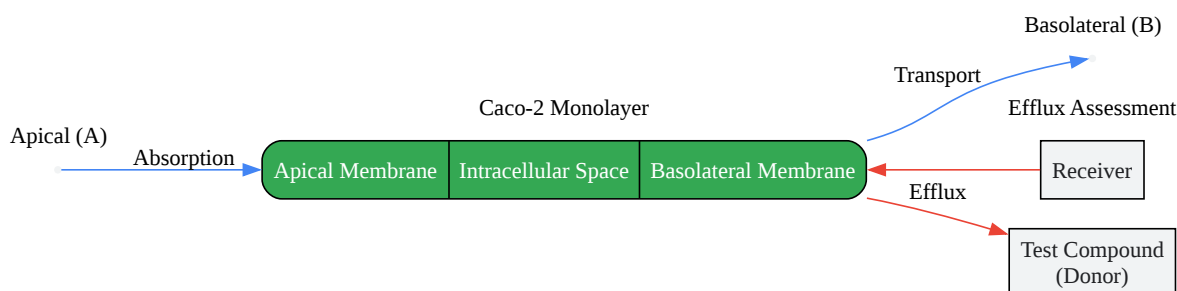 Basolateral (B)
Transport
Caco-2 Monolayer
Efflux Assessment
Apical (A)
Absorption
Apical Membrane
Intracellular Space
Basolateral Membrane
Receiver
Efflux
Test Compound
(Donor)